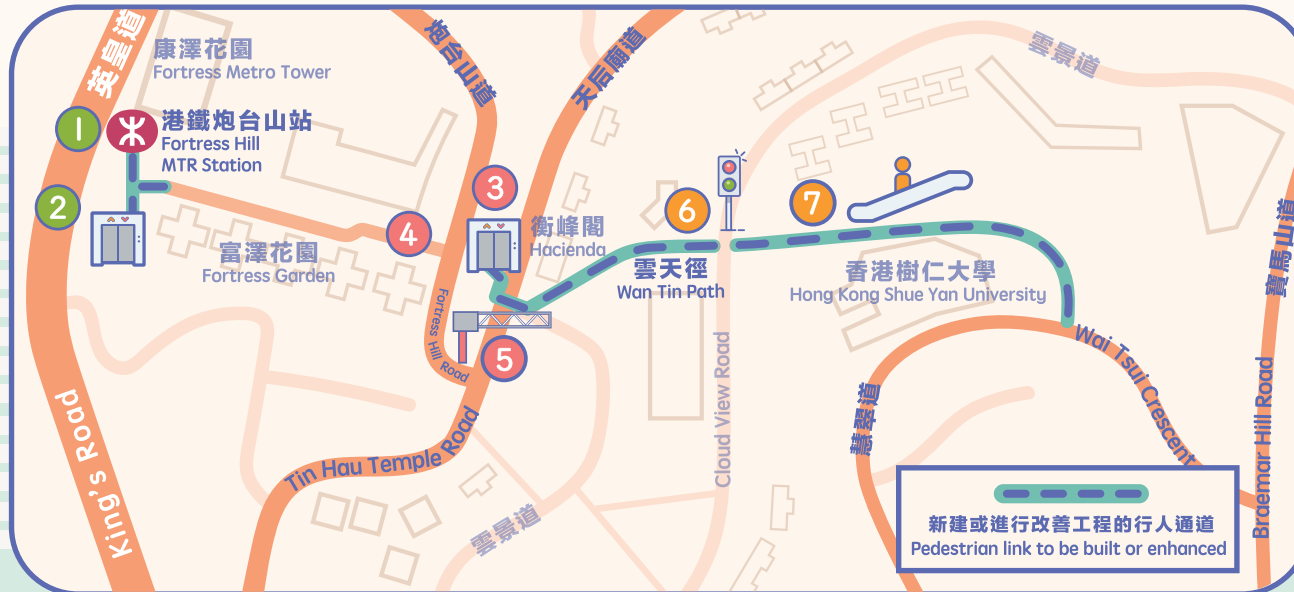 英皇道
康澤花園
Fortress Metro Tower
炮台山道
天后廟道
雲景道
1
港鐵炮台山站
Fortress Hill
MTR Station
2
3
4
衡峰閣
Hacienda
富澤花園
Fortress Garden
6
7
雲天徑
Wan Tin Path
香港樹仁大學
Hong Kong Shue Yan University
寶馬山道
Fortress Hill Road
5
Cloud View Road
Wai Tsui Crescent
慧翠道
Braemar Hill Road
King's Road
Tin Hau Temple Road
雲景道
新建或進行改善工程的行人通道
Pedestrian link to be built or enhanced